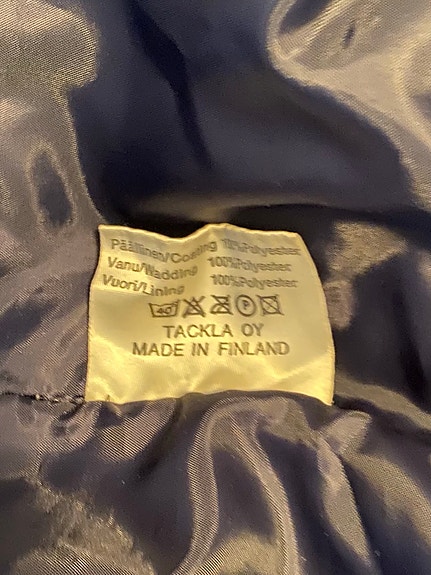 Päällinen/Coating 100%Polyester
Vanu/Wadding 100%Polyester
Vuori/Lining 100%Polyester
40 P
TACKLA OY
MADE IN FINLAND